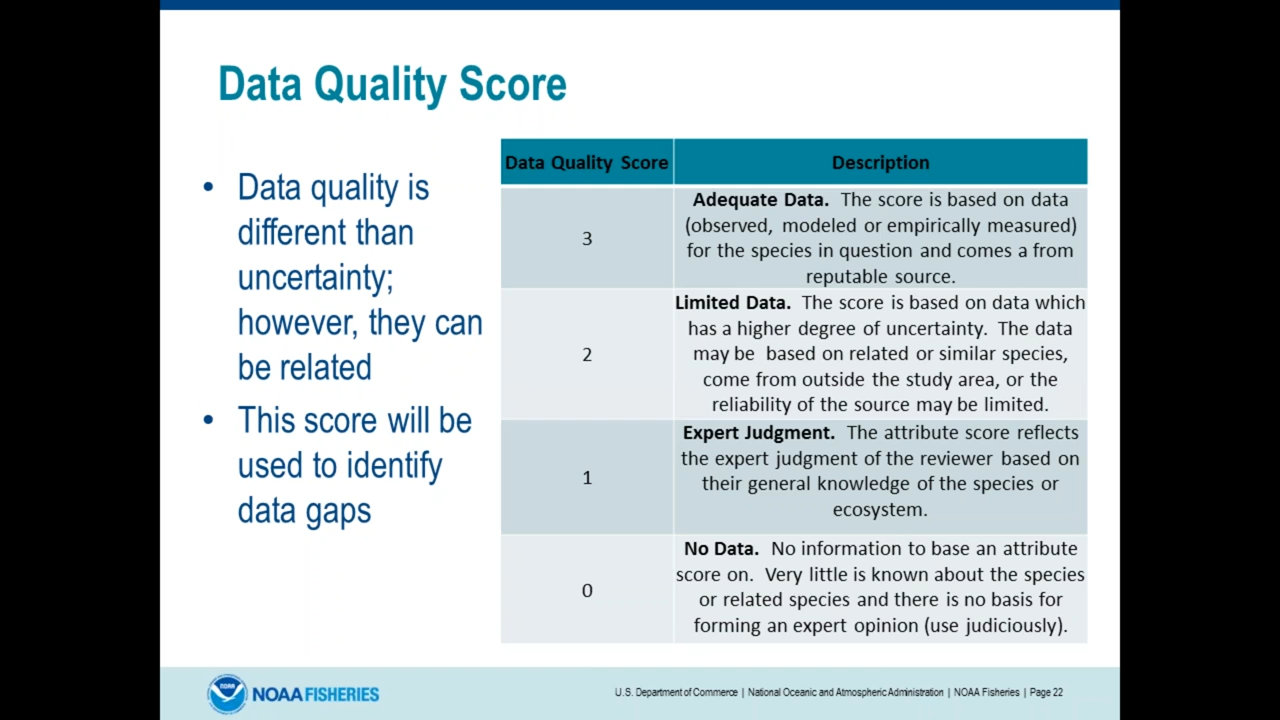 Data Quality Score
• Data quality is
different than
uncertainty;
however, they can
be related
• This score will be
used to identify
data gaps
Data Quality Score Description
3
Adequate Data. The score is based on data
(observed, modeled or empirically measured)
for the species in question and comes a from
reputable source.
2
Limited Data. The score is based on data which
has a higher degree of uncertainty. The data
may be based on related or similar species,
come from outside the study area, or the
reliability of the source may be limited.
1
Expert Judgment. The attribute score reflects
the expert judgment of the reviewer based on
their general knowledge of the species or
ecosystem.
0
No Data. No information to base an attribute
score on. Very little is known about the species
or related species and there is no basis for
forming an expert opinion (use judiciously).
NOAA
NOAA FISHERIES
U.S. Department of Commerce | National Oceanic and Atmospheric Administration | NOAA Fisheries | Page 22